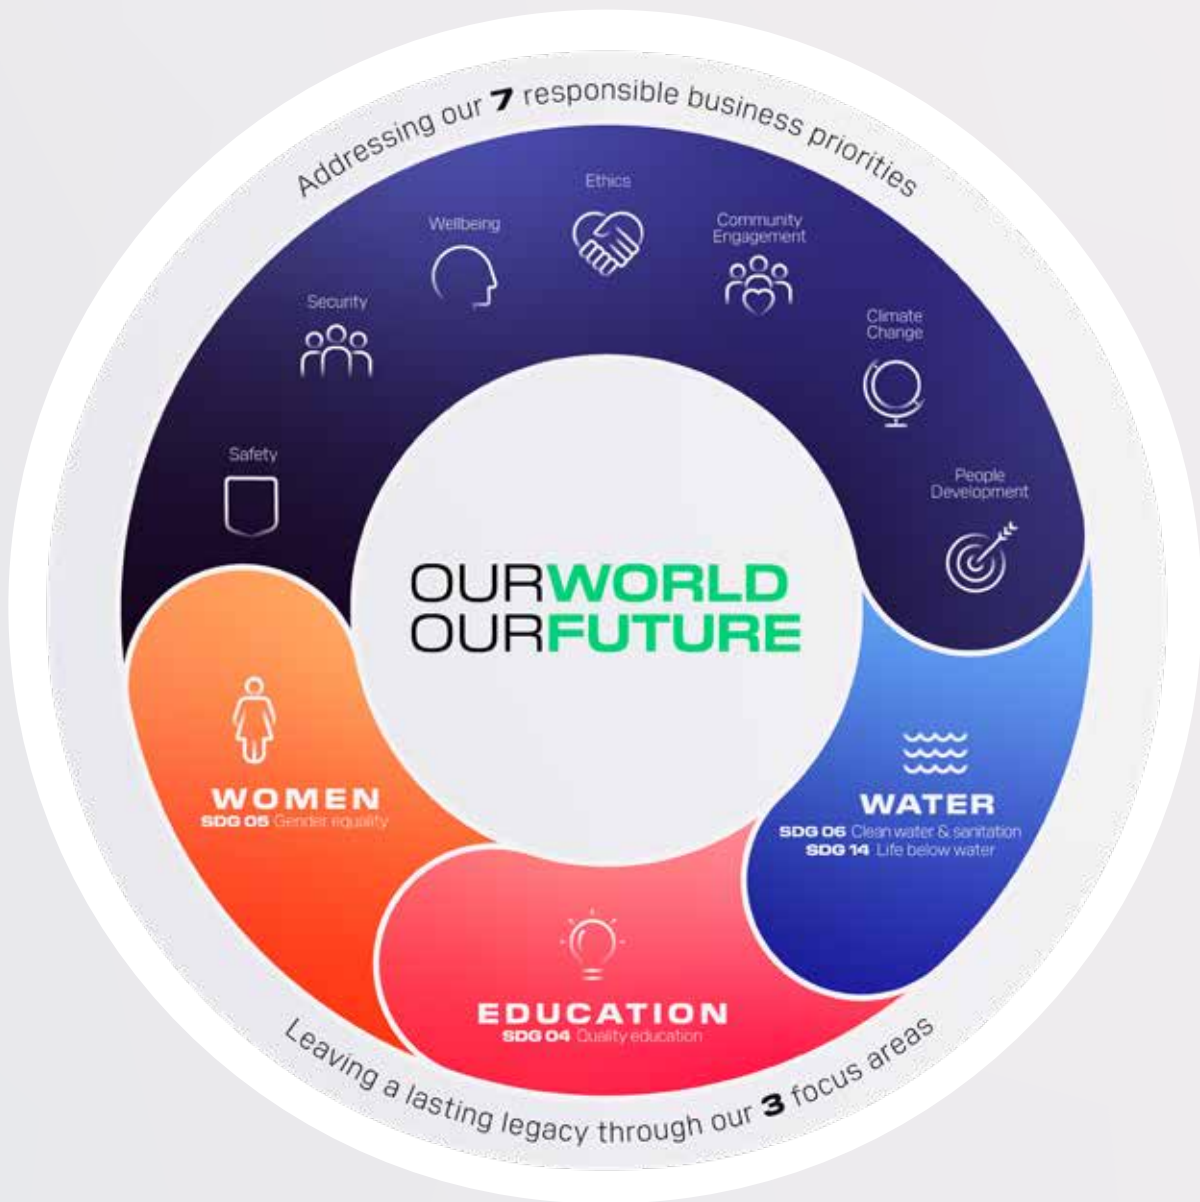 Addressing our 7 responsible business priorities
Ethics
Wellbeing
Community
Engagement
Security
Climate
Change
Safety
People
Development
OURWORLD
OURFUTURE
WOMEN
SDG 05 Gender equality
WATER
SDG 06 Clean water & sanitation
SDG 14 Life below water
EDUCATION
SDG 04 Quality education
Leaving a lasting legacy through our 3 focus areas